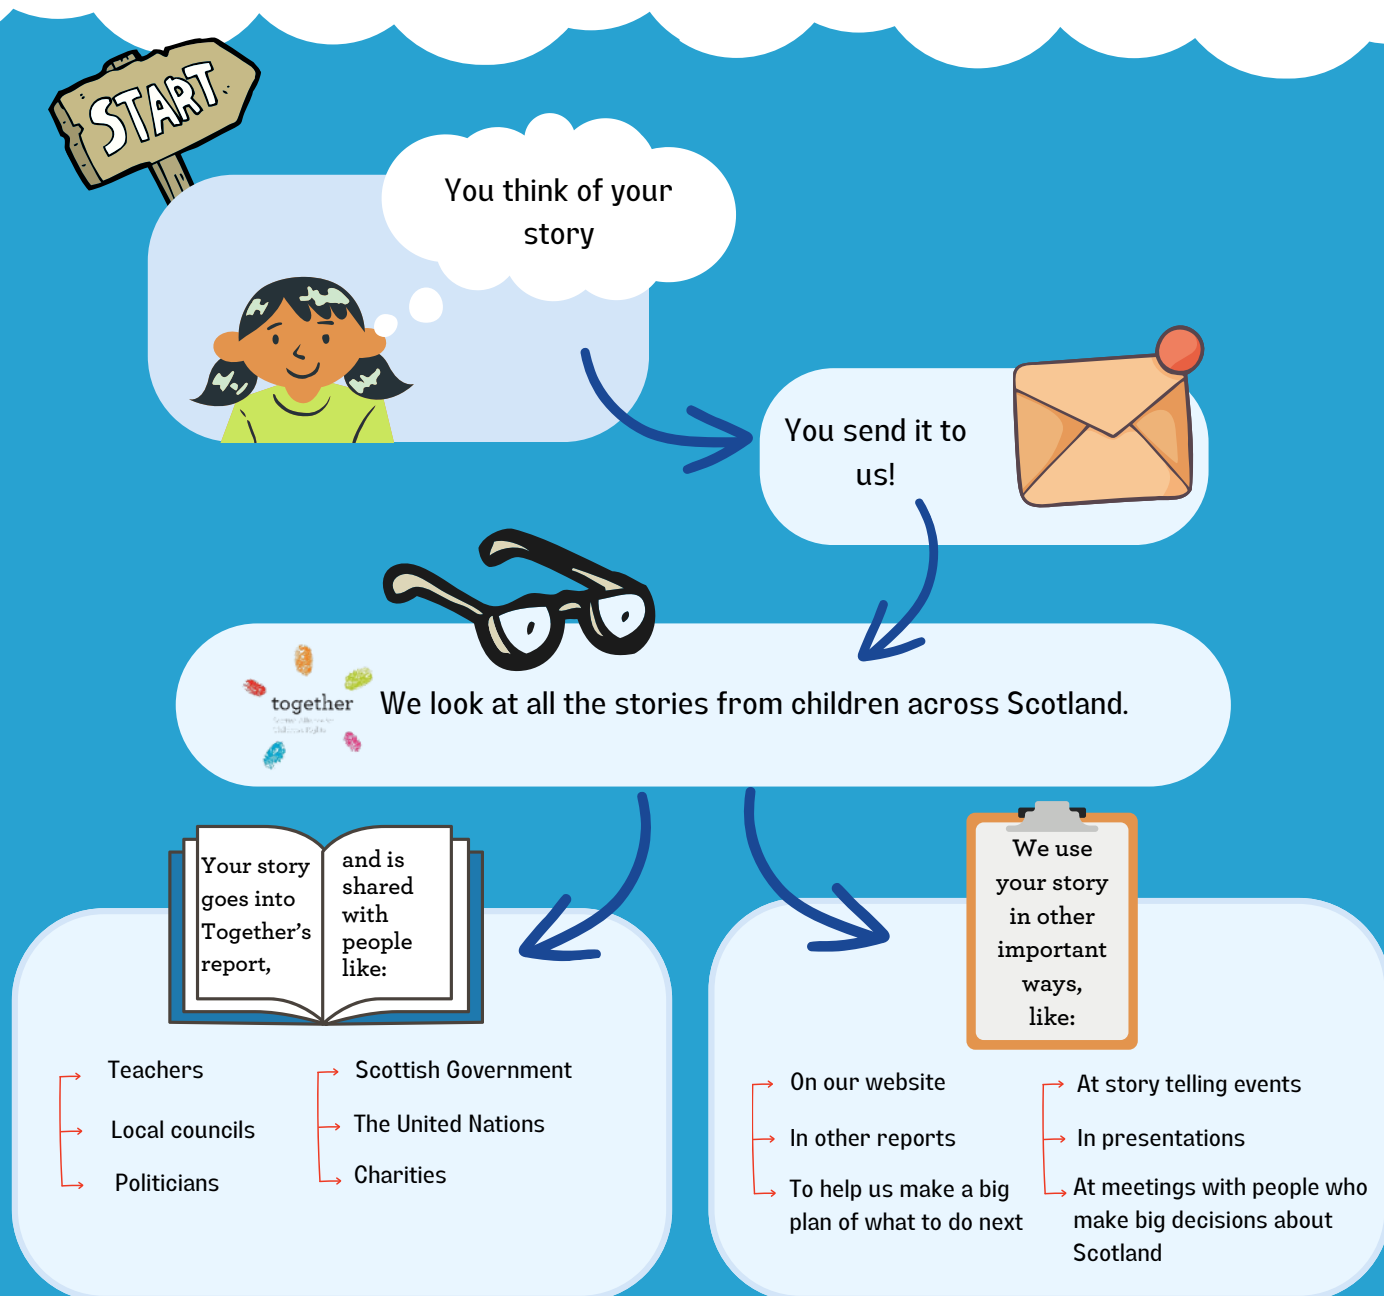 START
You think of your
story
You send it to
us!
together
We look at all the stories from children across Scotland.
Your story
goes into
Together's
report,
and is
shared
with
people
like:
Teachers
Local councils
Politicians
Scottish Government
The United Nations
Charities
We use
your story
in other
important
ways,
like:
On our website
In other reports
To help us make a big
plan of what to do next
At story telling events
In presentations
At meetings with people who
make big decisions about
Scotland